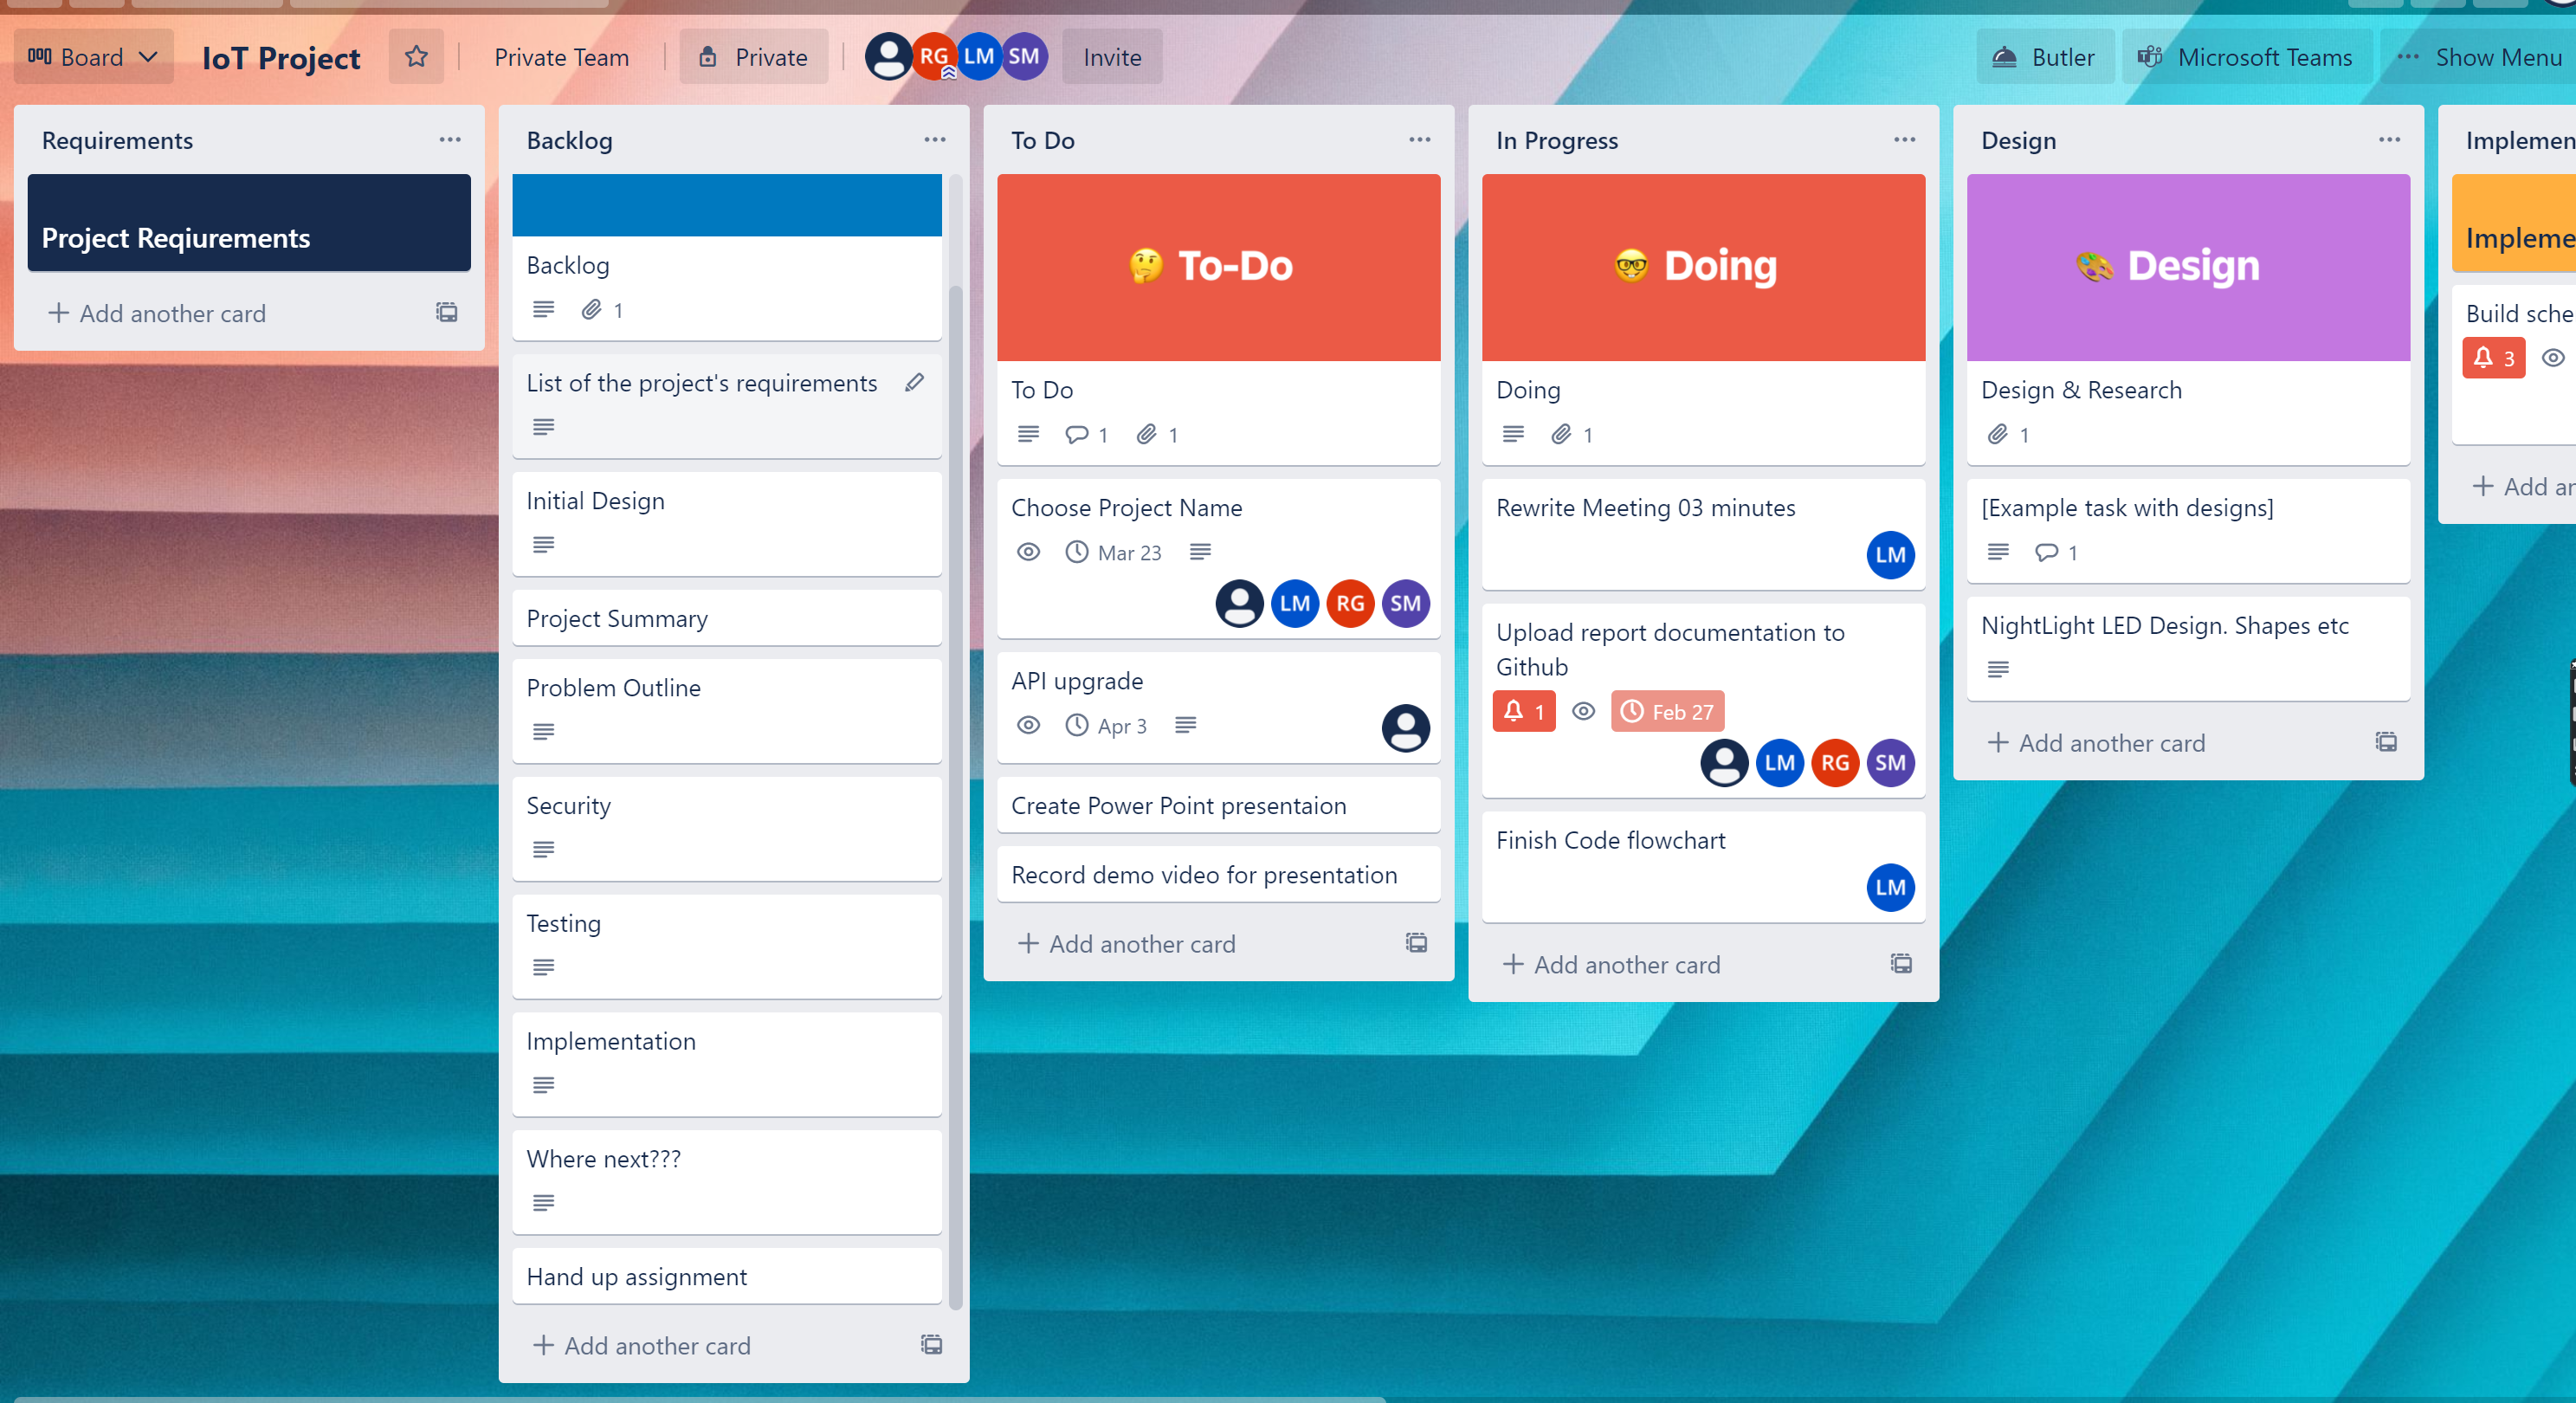 Board
IoT Project
Private Team
Private
RG
LM
SM
Invite
Butler
Microsoft Teams
Show Menu
Requirements
Project Reqiurements
Add another card
Backlog
Backlog
1
List of the project's requirements
Initial Design
Project Summary
Problem Outline
Security
Testing
Implementation
Where next???
Hand up assignment
Add another card
To Do
🤔 To-Do
To Do
1 1
Choose Project Name
Mar 23
LM RG SM
API upgrade
Apr 3
Create Power Point presentaion
Record demo video for presentation
Add another card
In Progress
🤓 Doing
Doing
1
Rewrite Meeting 03 minutes
LM
Upload report documentation to
Github
1 Feb 27
LM RG SM
Finish Code flowchart
LM
Add another card
Design
🎨 Design
Design & Research
1
[Example task with designs]
1
NightLight LED Design. Shapes etc
Add another card
Implemen
Impleme
Build sche
3
Add an